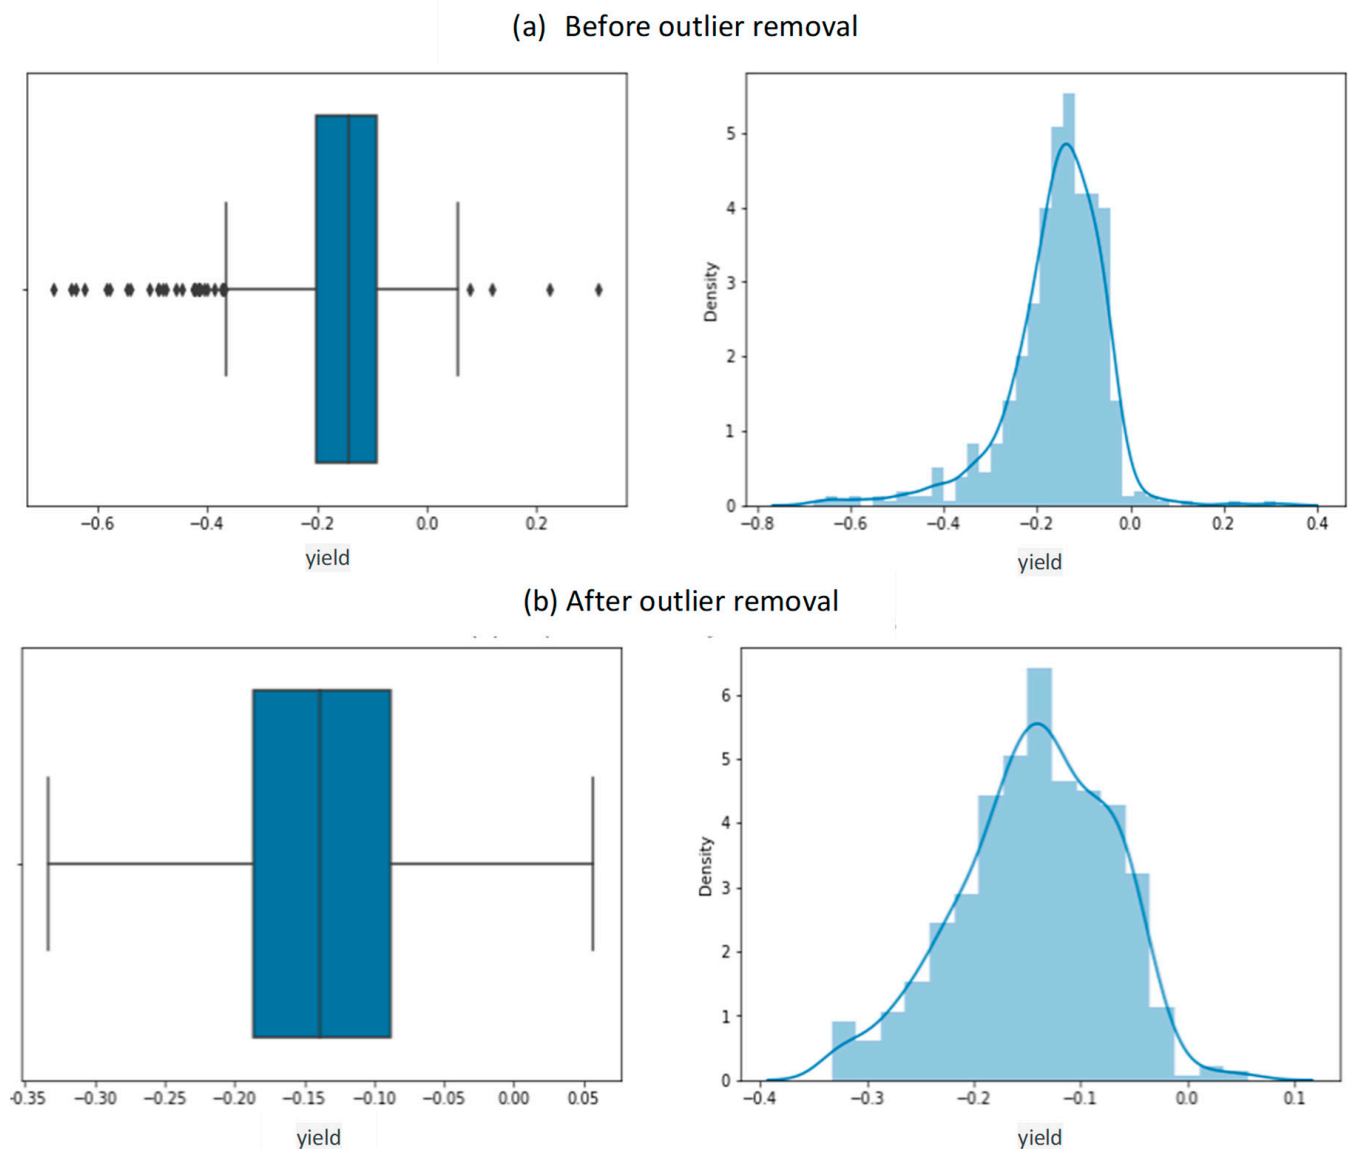 (a) Before outlier removal
−0.6 −0.4 −0.2 0.0 0.2
yield
Density
5
4
3
2
1
0
−0.8 −0.6 −0.4 −0.2 0.0 0.2 0.4
yield
(b) After outlier removal
-0.35 −0.30 −0.25 −0.20 −0.15 −0.10 −0.05 0.00 0.05
yield
Density
6
5
4
3
2
1
0
−0.4 −0.3 −0.2 −0.1 0.0 0.1
yield